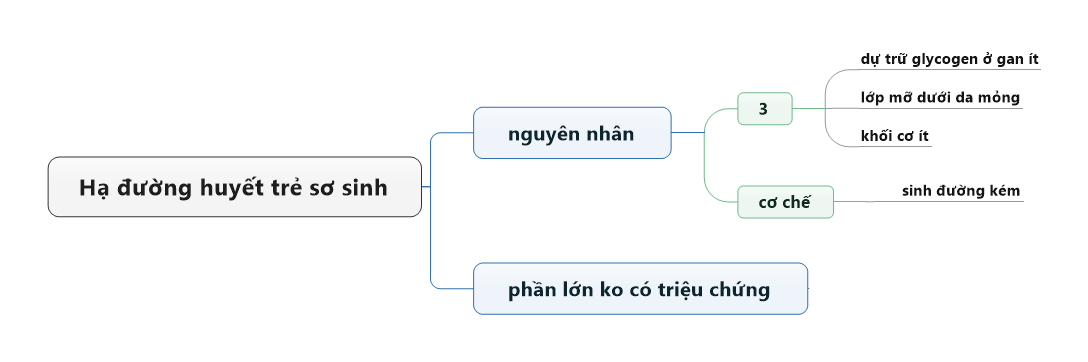 Hạ đường huyết trẻ sơ sinh
nguyên nhân
3
dự trữ glycogen ở gan ít
lớp mỡ dưới da mỏng
khối cơ ít
cơ chế
sinh đường kém
phần lớn ko có triệu chứng